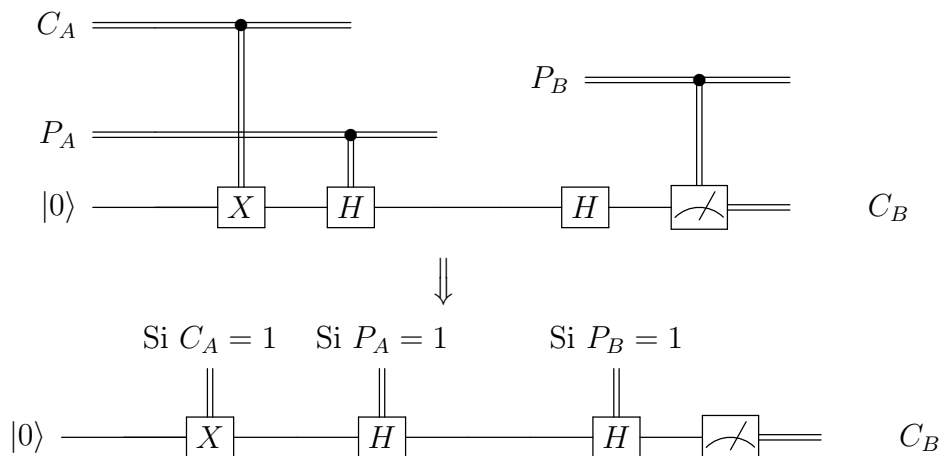 C_A
P_B
P_A
|0⟩ X H H C_B
⇓
Si C_A = 1 Si P_A = 1 Si P_B = 1
|0⟩ X H H C_B